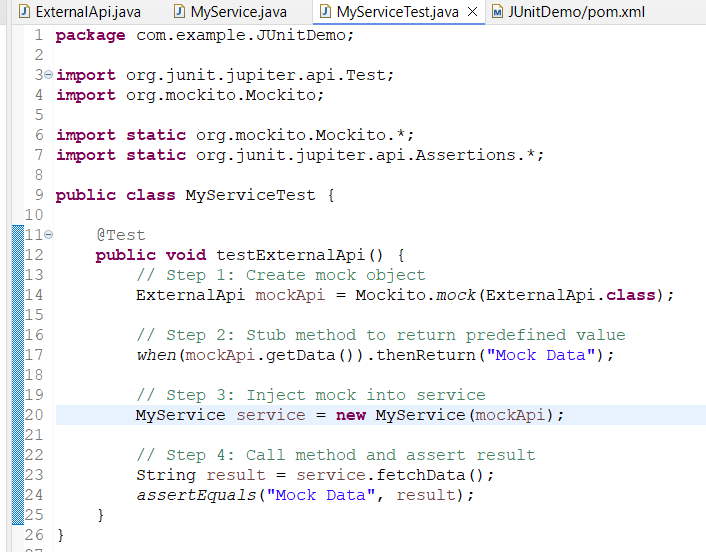 ExternalApi.java MyService.java MyServiceTest.java JUnitDemo/pom.xml
1 package com.example.JUnitDemo;
2
3 import org.junit.jupiter.api.Test;
4 import org.mockito.Mockito;
5
6 import static org.mockito.Mockito.*;
7 import static org.junit.jupiter.api.Assertions.*;
8
9 public class MyServiceTest {
10
11 @Test
12 public void testExternalApi() {
13 // Step 1: Create mock object
14 ExternalApi mockApi = Mockito.mock(ExternalApi.class);
15
16 // Step 2: Stub method to return predefined value
17 when(mockApi.getData()).thenReturn("Mock Data");
18
19 // Step 3: Inject mock into service
20 MyService service = new MyService(mockApi);
21
22 // Step 4: Call method and assert result
23 String result = service.fetchData();
24 assertEquals("Mock Data", result);
25 }
26 }